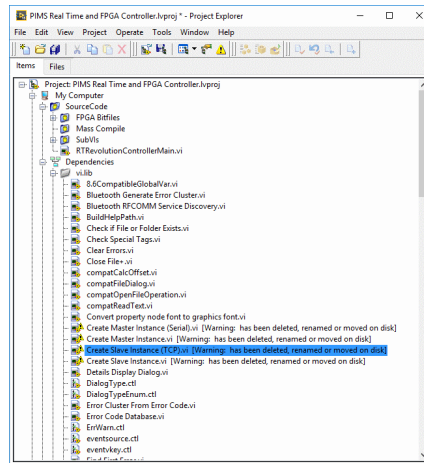 PIMS Real Time and FPGA Controller.lvproj * - Project Explorer
File Edit View Project Operate Tools Window Help
Items Files
Project: PIMS Real Time and FPGA Controller.lvproj
My Computer
SourceCode
FPGA Bitfiles
Mass Compile
SubVIs
RTRevolutionControllerMain.vi
Dependencies
vi.lib
8.6CompatibleGlobalVar.vi
Bluetooth Generate Error Cluster.vi
Bluetooth RFCOMM Service Discovery.vi
BuildHelpPath.vi
Check if File or Folder Exists.vi
Check Special Tags.vi
Clear Errors.vi
Close File+.vi
compatCalcOffset.vi
compatFileDialog.vi
compatOpenFileOperation.vi
compatReadText.vi
Convert property node font to graphics font.vi
Create Master Instance (Serial).vi [Warning: has been deleted, renamed or moved on disk]
Create Master Instance.vi [Warning: has been deleted, renamed or moved on disk]
Create Slave Instance (TCP).vi [Warning: has been deleted, renamed or moved on disk]
Create Slave Instance.vi [Warning: has been deleted, renamed or moved on disk]
Details Display Dialog.vi
DialogType.ctl
DialogTypeEnum.ctl
Error Cluster From Error Code.vi
Error Code Database.vi
ErrWarn.ctl
eventsource.ctl
eventvkey.ctl
Find First Error.vi